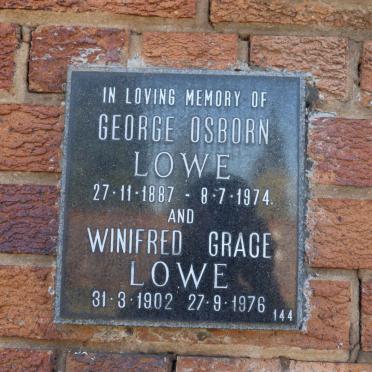 IN LOVING MEMORY OF
GEORGE OSBORN
LOWE
27·11·1887 - 8·7·1974.
AND
WINIFRED GRACE
LOWE
31·3·1902 27·9·1976
144